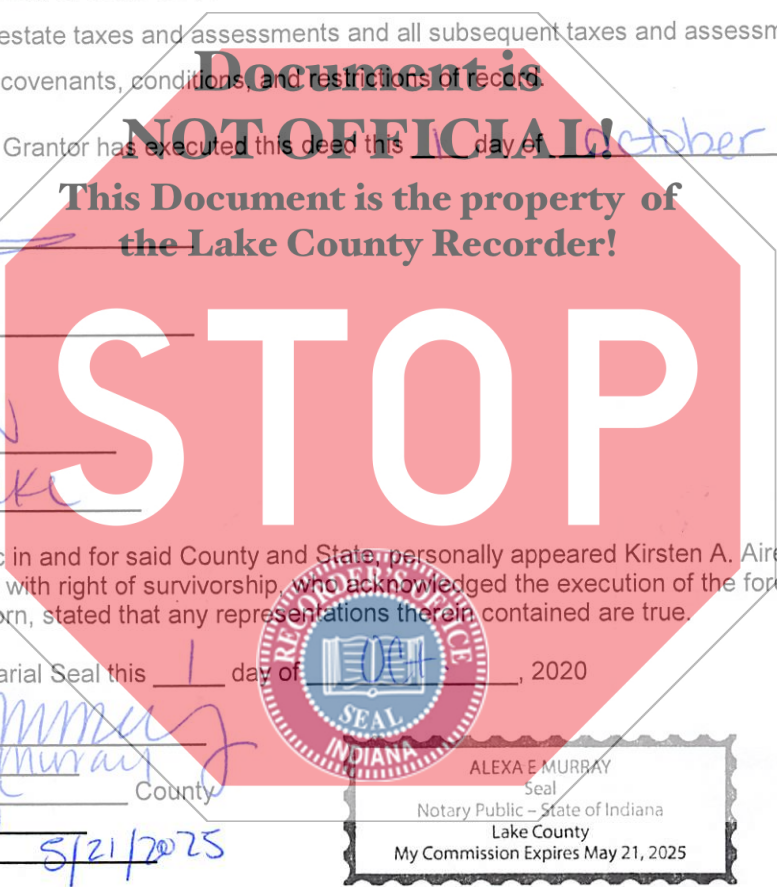 estate taxes and assessments and all subsequent taxes and assessm
Document is
covenants, conditions, and restrictions of record.
NOT OFFICIAL!
Grantor has executed this deed this 1 day of October
This Document is the property of
the Lake County Recorder!
STOP
in and for said County and State, personally appeared Kirsten A. Aire
with right of survivorship, who acknowledged the execution of the for
orn, stated that any representations therein contained are true.
RECORDER'S OFFICE
arial Seal this 1 day of Oct, 2020
SEAL
INDIANA
Murray
County
5/21/2025
ALEXA E MURRAY
Seal
Notary Public – State of Indiana
Lake County
My Commission Expires May 21, 2025